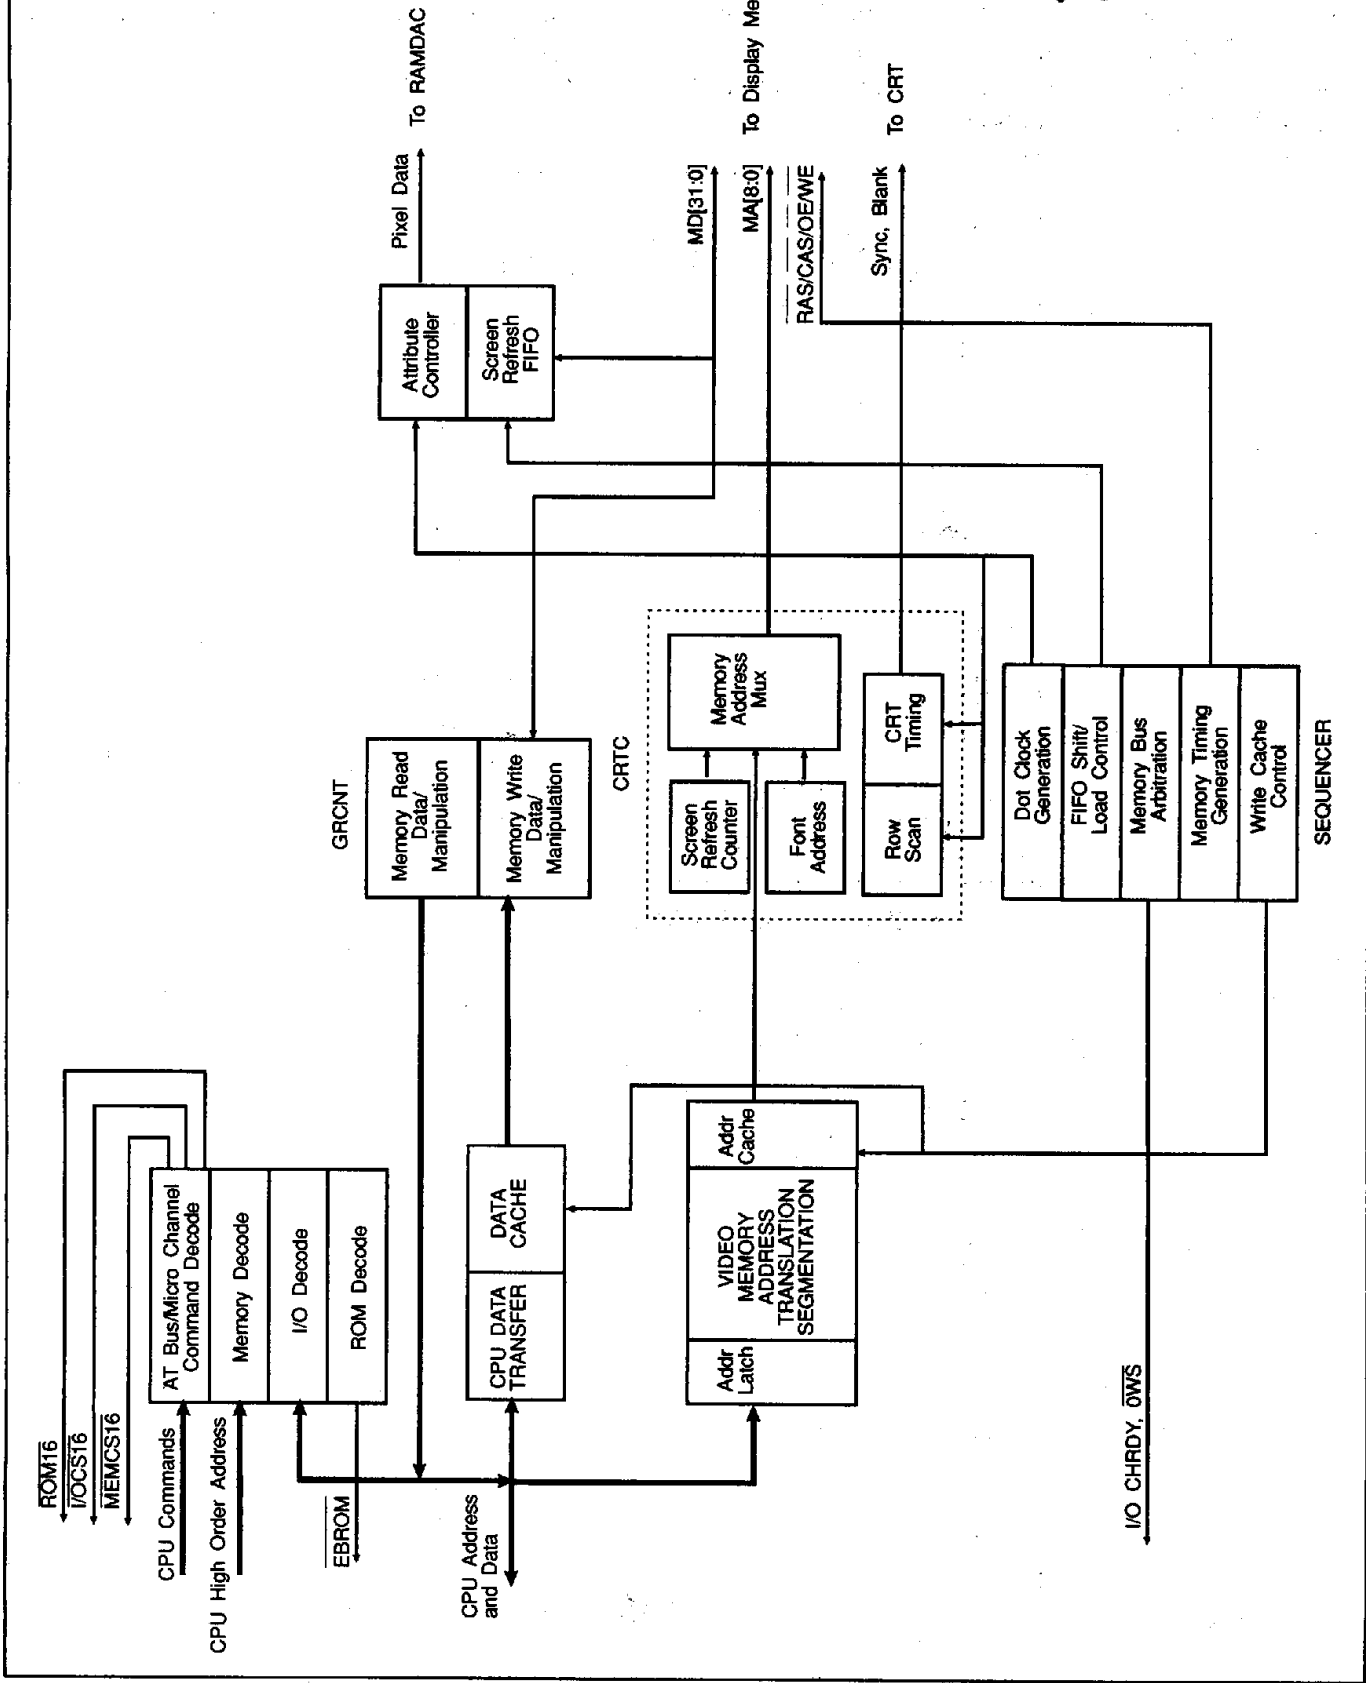 ROM16
I/OCS16
MEMCS16
CPU Commands
CPU High Order Address
EBROM
CPU Address
and Data
I/O CHRDY, 0WS
AT Bus/Micro Channel
Command Decode
Memory Decode
I/O Decode
ROM Decode
CPU DATA
TRANSFER
DATA
CACHE
Addr
Latch
VIDEO
MEMORY
ADDRESS
TRANSLATION
SEGMENTATION
Addr
Cache
GRCNT
Memory Read
Data/
Manipulation
Memory Write
Data/
Manipulation
CRTC
Screen
Refresh
Counter
Font
Address
Memory
Address
Mux
Row
Scan
CRT
Timing
Dot Clock
Generation
FIFO Shift/
Load Control
Memory Bus
Arbitration
Memory Timing
Generation
Write Cache
Control
SEQUENCER
Attribute
Controller
Screen
Refresh
FIFO
Pixel Data
To RAMDAC
MD[31:0]
MA[8:0]
To Display Me
RAS/CAS/OE/WE
Sync, Blank
To CRT